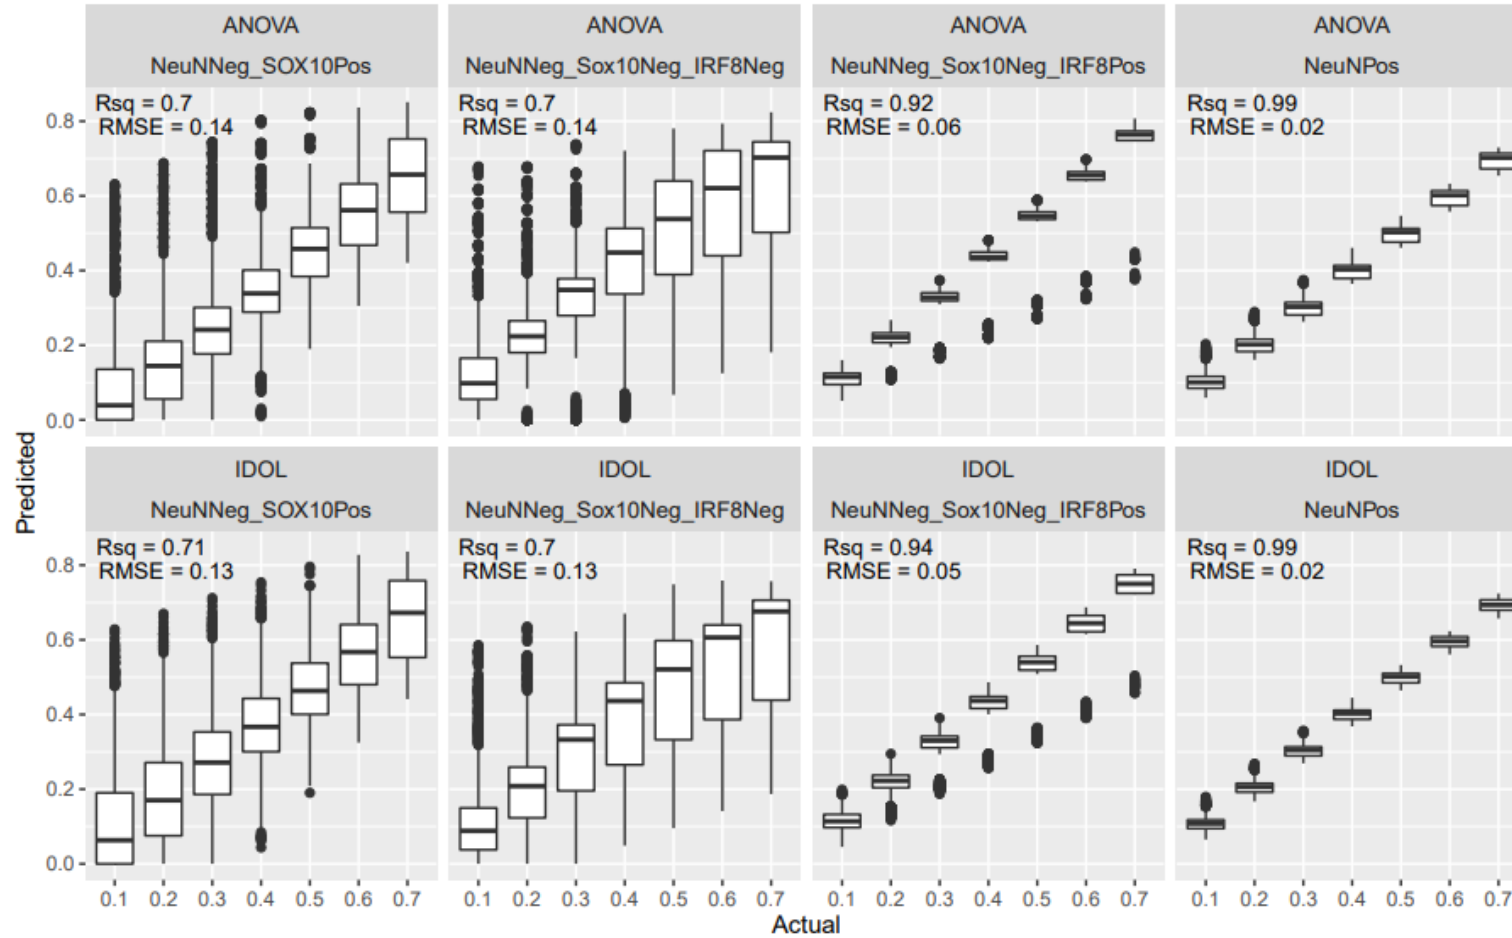 ANOVA
NeuNNeg_SOX10Pos
Rsq = 0.7
RMSE = 0.14
ANOVA
NeuNNeg_Sox10Neg_IRF8Neg
Rsq = 0.7
RMSE = 0.14
ANOVA
NeuNNeg_Sox10Neg_IRF8Pos
Rsq = 0.92
RMSE = 0.06
ANOVA
NeuNPos
Rsq = 0.99
RMSE = 0.02
0.8
0.6
0.4
0.2
0.0
Predicted
IDOL
NeuNNeg_SOX10Pos
Rsq = 0.71
RMSE = 0.13
IDOL
NeuNNeg_Sox10Neg_IRF8Neg
Rsq = 0.7
RMSE = 0.13
IDOL
NeuNNeg_Sox10Neg_IRF8Pos
Rsq = 0.94
RMSE = 0.05
IDOL
NeuNPos
Rsq = 0.99
RMSE = 0.02
0.8
0.6
0.4
0.2
0.0
0.1 0.2 0.3 0.4 0.5 0.6 0.7
0.1 0.2 0.3 0.4 0.5 0.6 0.7
0.1 0.2 0.3 0.4 0.5 0.6 0.7
0.1 0.2 0.3 0.4 0.5 0.6 0.7
Actual